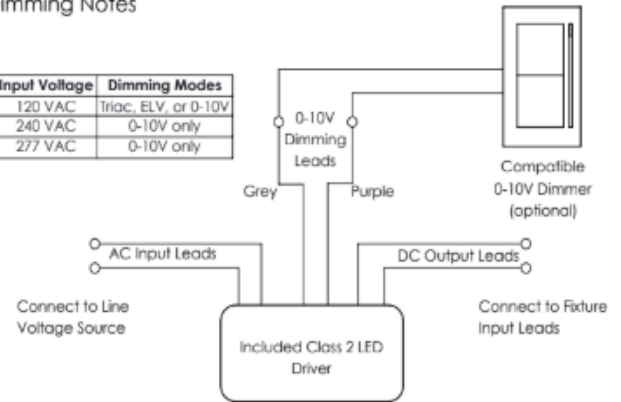 imming Notes
Input Voltage Dimming Modes
120 VAC Triac, ELV, or 0-10V
240 VAC 0-10V only
277 VAC 0-10V only
0-10V
Dimming
Leads
Grey
Purple
Compatible
0-10V Dimmer
(optional)
AC Input Leads
DC Output Leads
Connect to Line
Voltage Source
Connect to Fixture
Input Leads
Included Class 2 LED
Driver